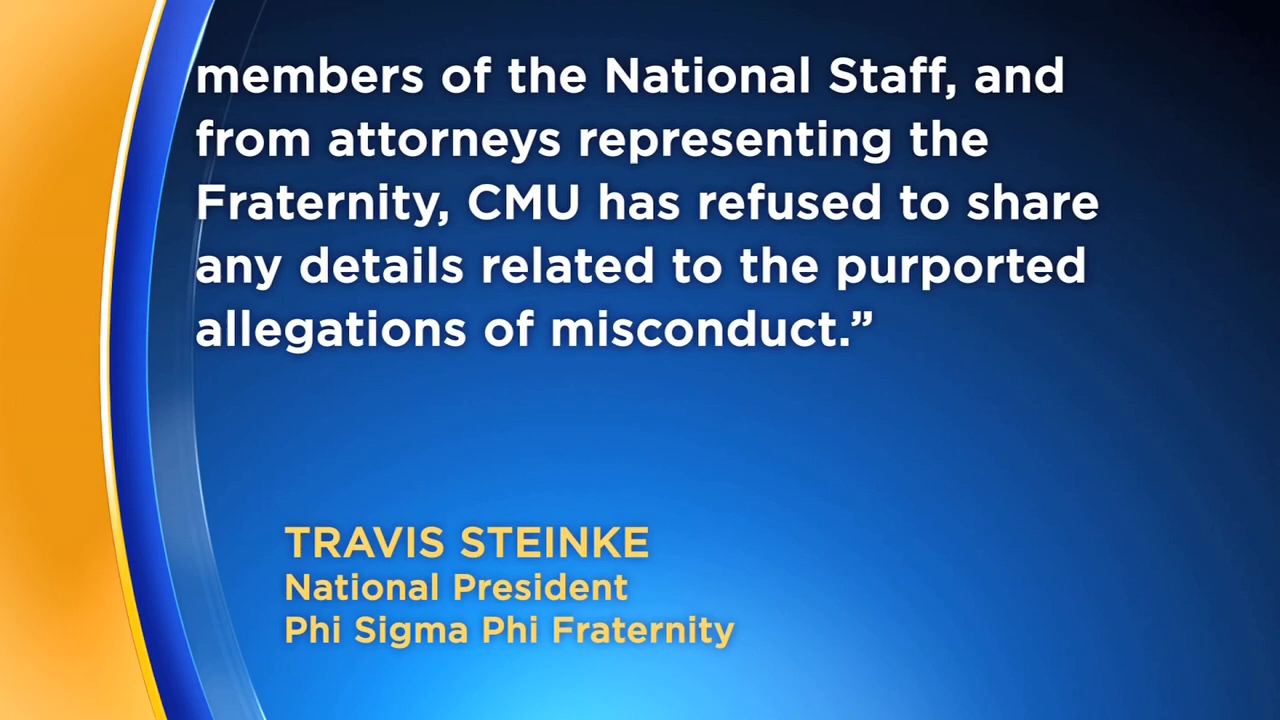 members of the National Staff, and
from attorneys representing the
Fraternity, CMU has refused to share
any details related to the purported
allegations of misconduct.”
TRAVIS STEINKE
National President
Phi Sigma Phi Fraternity